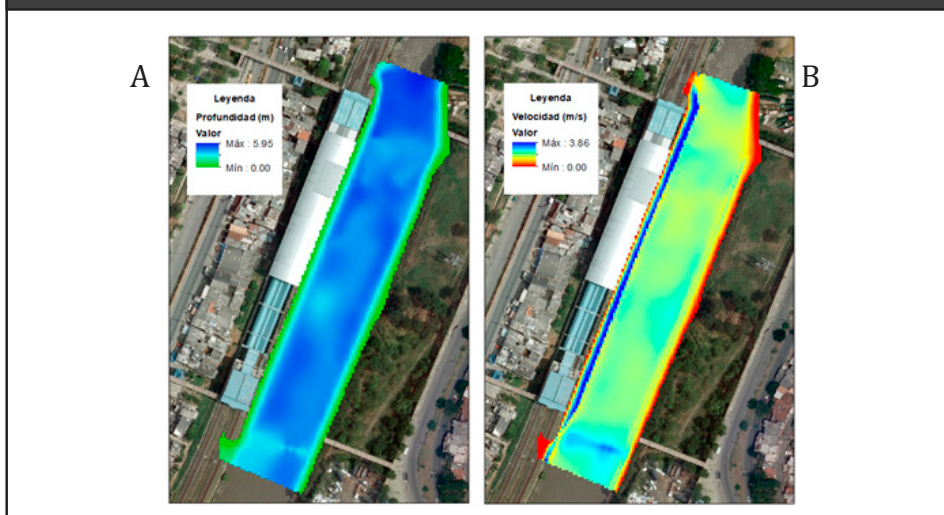 A
Leyenda
Profundidad (m)
Valor
Máx : 5.95
Mín : 0.00
Leyenda
Velocidad (m/s)
Valor
Máx : 3.86
Mín : 0.00
B